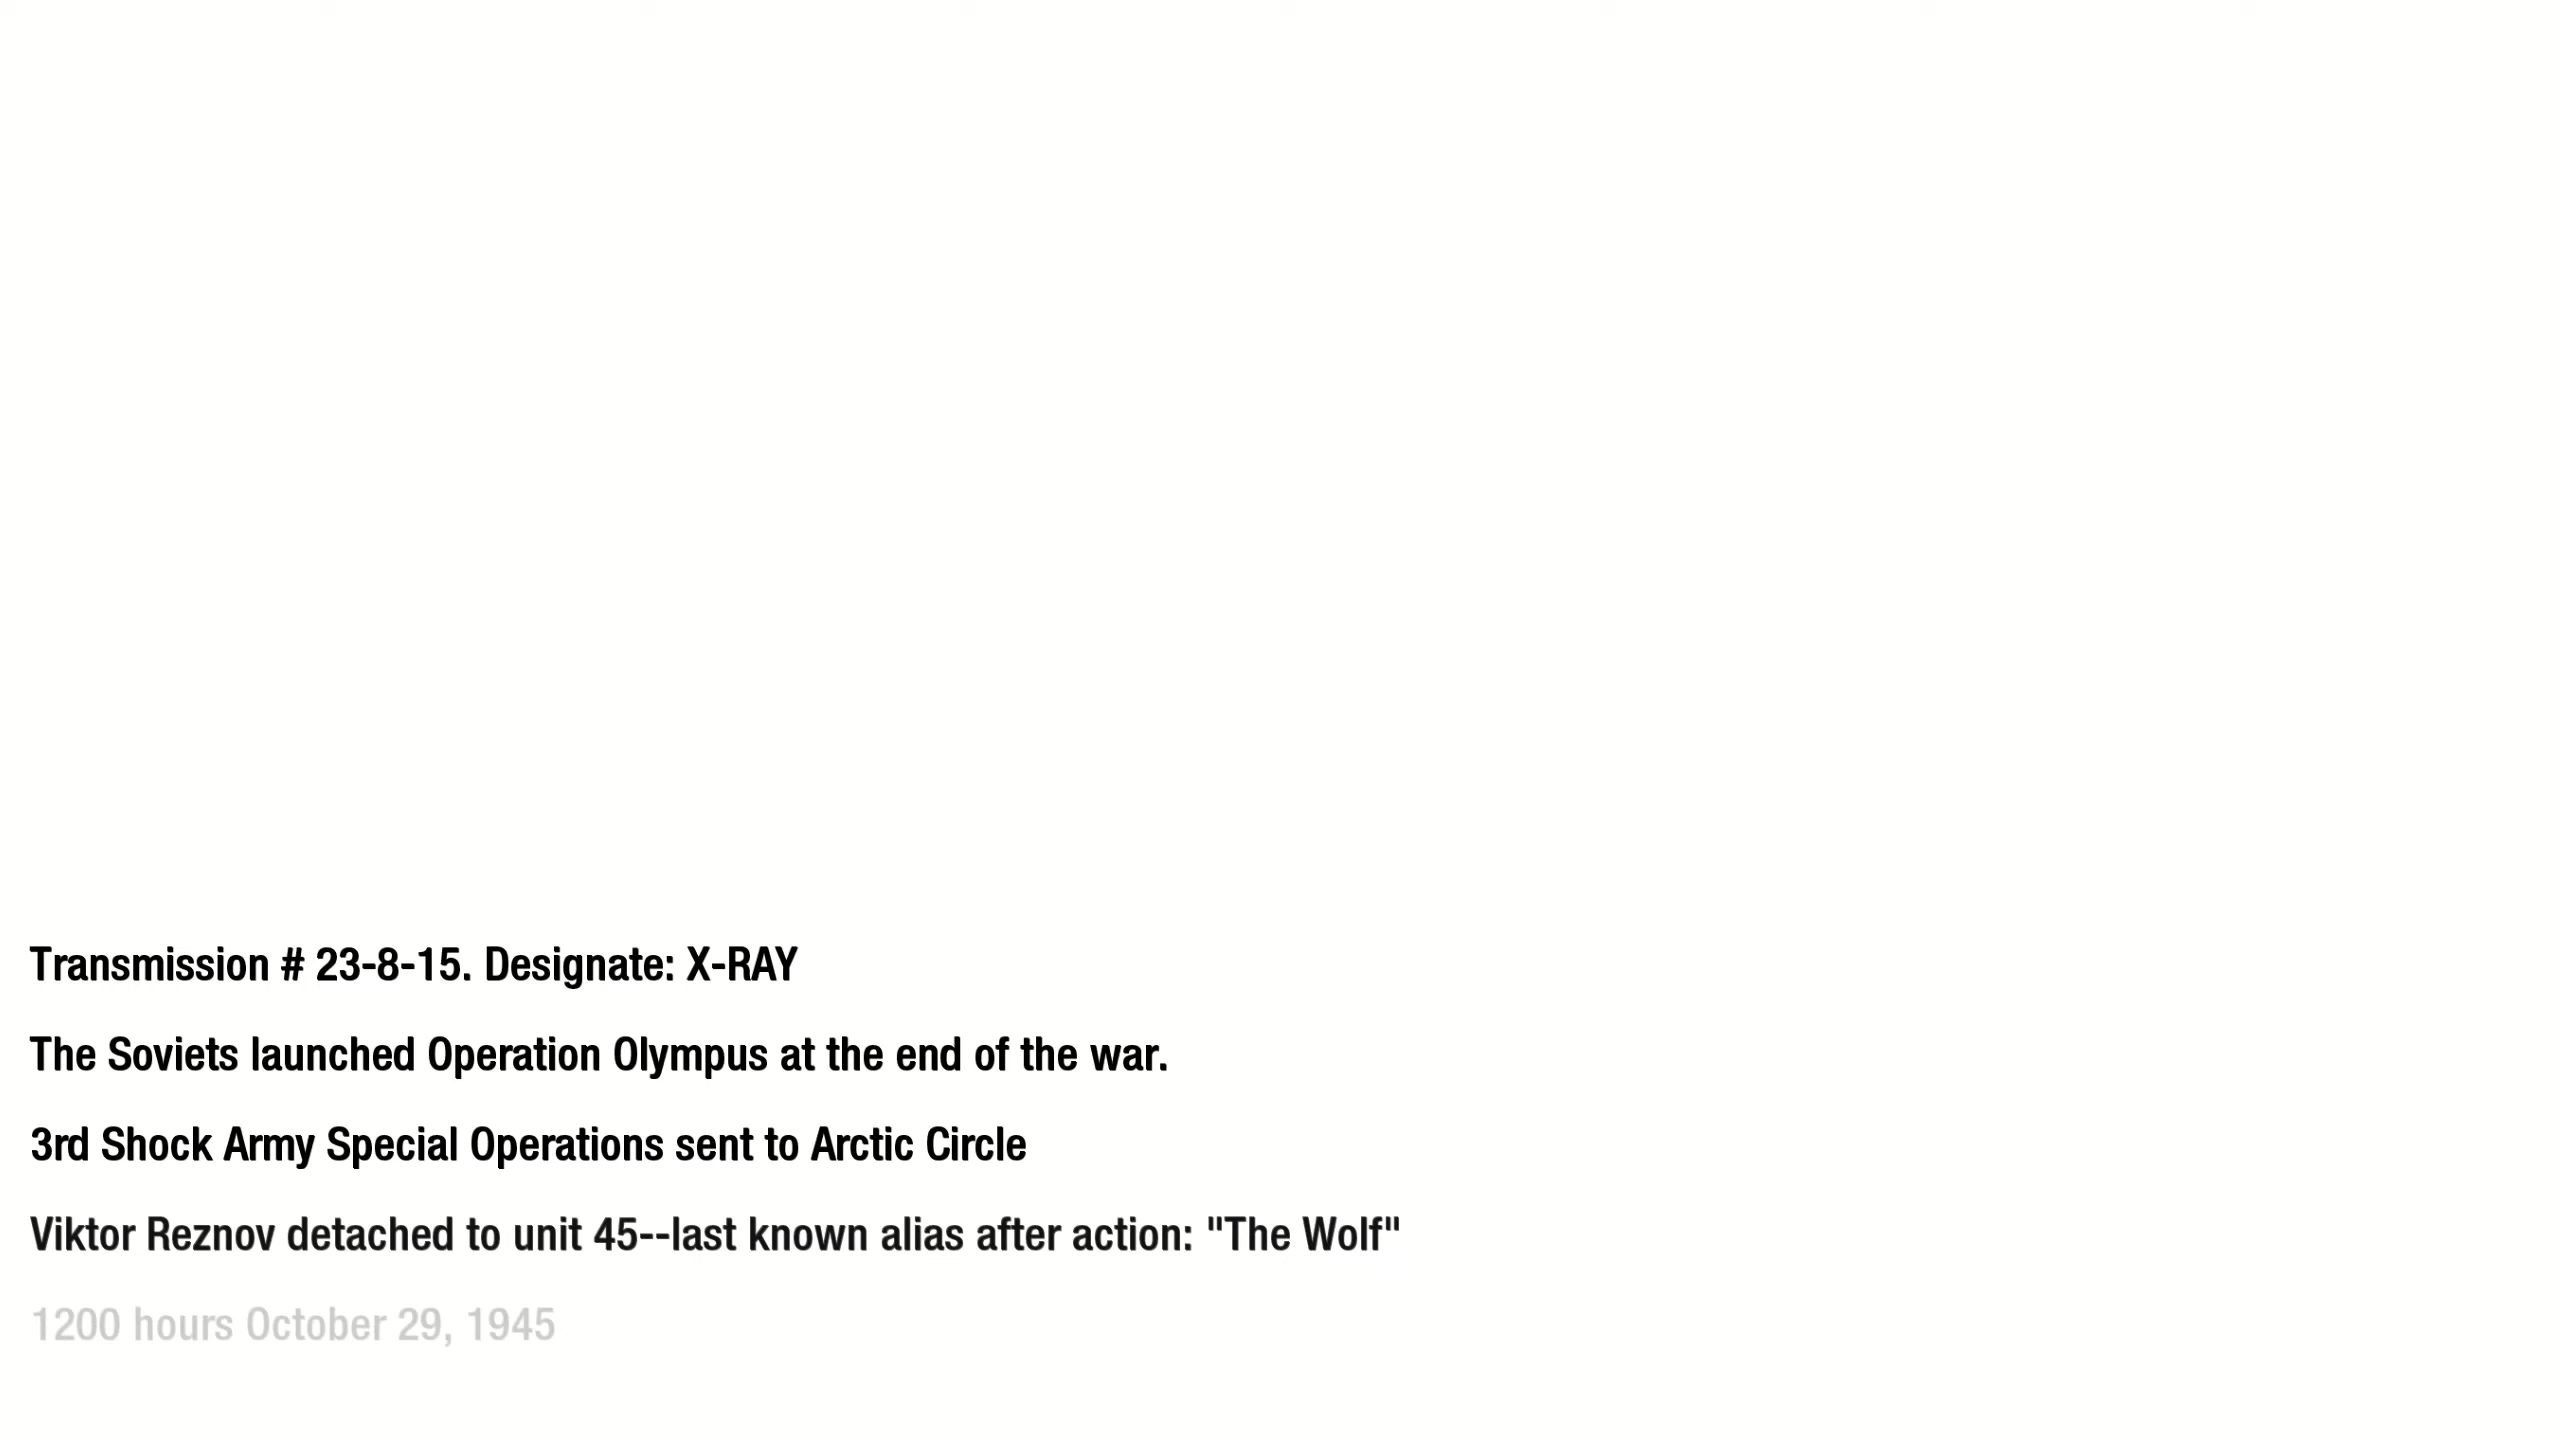 Transmission # 23-8-15. Designate: X-RAY
The Soviets launched Operation Olympus at the end of the war.
3rd Shock Army Special Operations sent to Arctic Circle
Viktor Reznov detached to unit 45--last known alias after action: "The Wolf"
1200 hours October 29, 1945